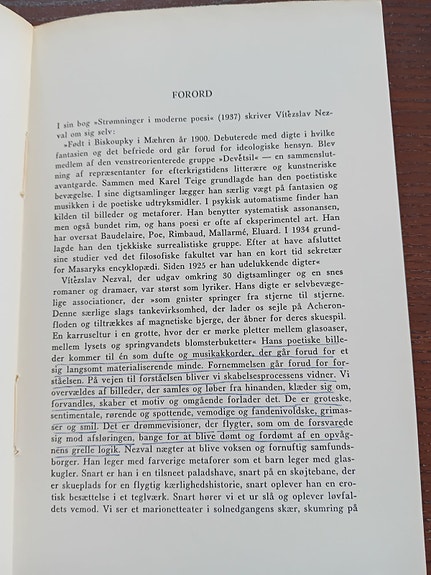 FORORD
I sin bog »Strømninger i moderne poesi« (1937) skriver Vítězslav Nez-
val om sig selv:
»Født i Biskoupky i Mæhren år 1900. Debuterede med digte i hvilke
fantasien og det befriede ord går forud for ideologiske hensyn. Blev
medlem af den venstreorienterede gruppe »Devětsil« — en sammenslut-
ning af repræsentanter for efterkrigstidens litterære og kunstneriske
avantgarde. Sammen med Karel Teige grundlagde han den poetistiske
bevægelse. I sine digtsamlinger lægger han særlig vægt på fantasien og
musikken i de poetiske udtryksmidler. I psykisk automatisme finder han
kilden til billeder og metaforer. Han benytter systematisk assonansen,
men også bundet rim, og hans poesi er ofte af eksperimentel art. Han
har oversat Baudelaire, Poe, Rimbaud, Mallarmé, Eluard. I 1934 grund-
lagde han den tjekkiske surrealistiske gruppe. Efter at have afsluttet
sine studier ved det filosofiske fakultet var han en kort tid sekretær
for Masaryks encyklopædi. Siden 1925 er han udelukkende digter«
Vítězslav Nezval, der udgav omkring 30 digtsamlinger og en snes
romaner og dramaer, var størst som lyriker. Hans digte er selvbevæge-
lige associationer, der »som gnister springer fra stjerne til stjerne.
Denne særlige slags tankevirksomhed, der lader os sejle på Acheron-
floden og tiltrækkes af magnetiske bjerge, der åbner for deres skuespil.
En karruseltur i en grotte, hvor der er mørke pletter mellem glasoaser,
mellem lysets og springvandets blomsterbuketter« Hans poetiske bille-
der kommer til én som dufte og musikakkorder, der går forud for et
sig langsomt materialiserende minde. Fornemmelsen går forud for for-
ståelsen. På vejen til forståelsen bliver vi skabelsesprocessens vidner. Vi
overvældes af billeder, der samles og løber fra hinanden, klæder sig om,
forvandles, skaber et motiv og omgående forlader det. De er groteske,
sentimentale, rørende og spottende, vemodige og fandenivoldske, grimas-
ser og smil. Det er drømmevisioner, der flygter, som om de forsvarede
sig mod afsløringen, bange for at blive dømt og fordømt af en opvåg-
nens grelle logik. Nezval nægter at blive voksen og fornuftig samfunds-
borger. Han leger med farverige metaforer som et barn leger med glas-
kugler. Snart er han i en tilsneet paladshave, snart på en skøjtebane, der
er skueplads for en flygtig kærlighedshistorie, snart oplever han en ero-
tisk besættelse i et teglværk. Snart hører vi et ur slå og oplever løvfal-
dets vemod. Vi ser et marionetteater i solnedgangens skær, skumring på